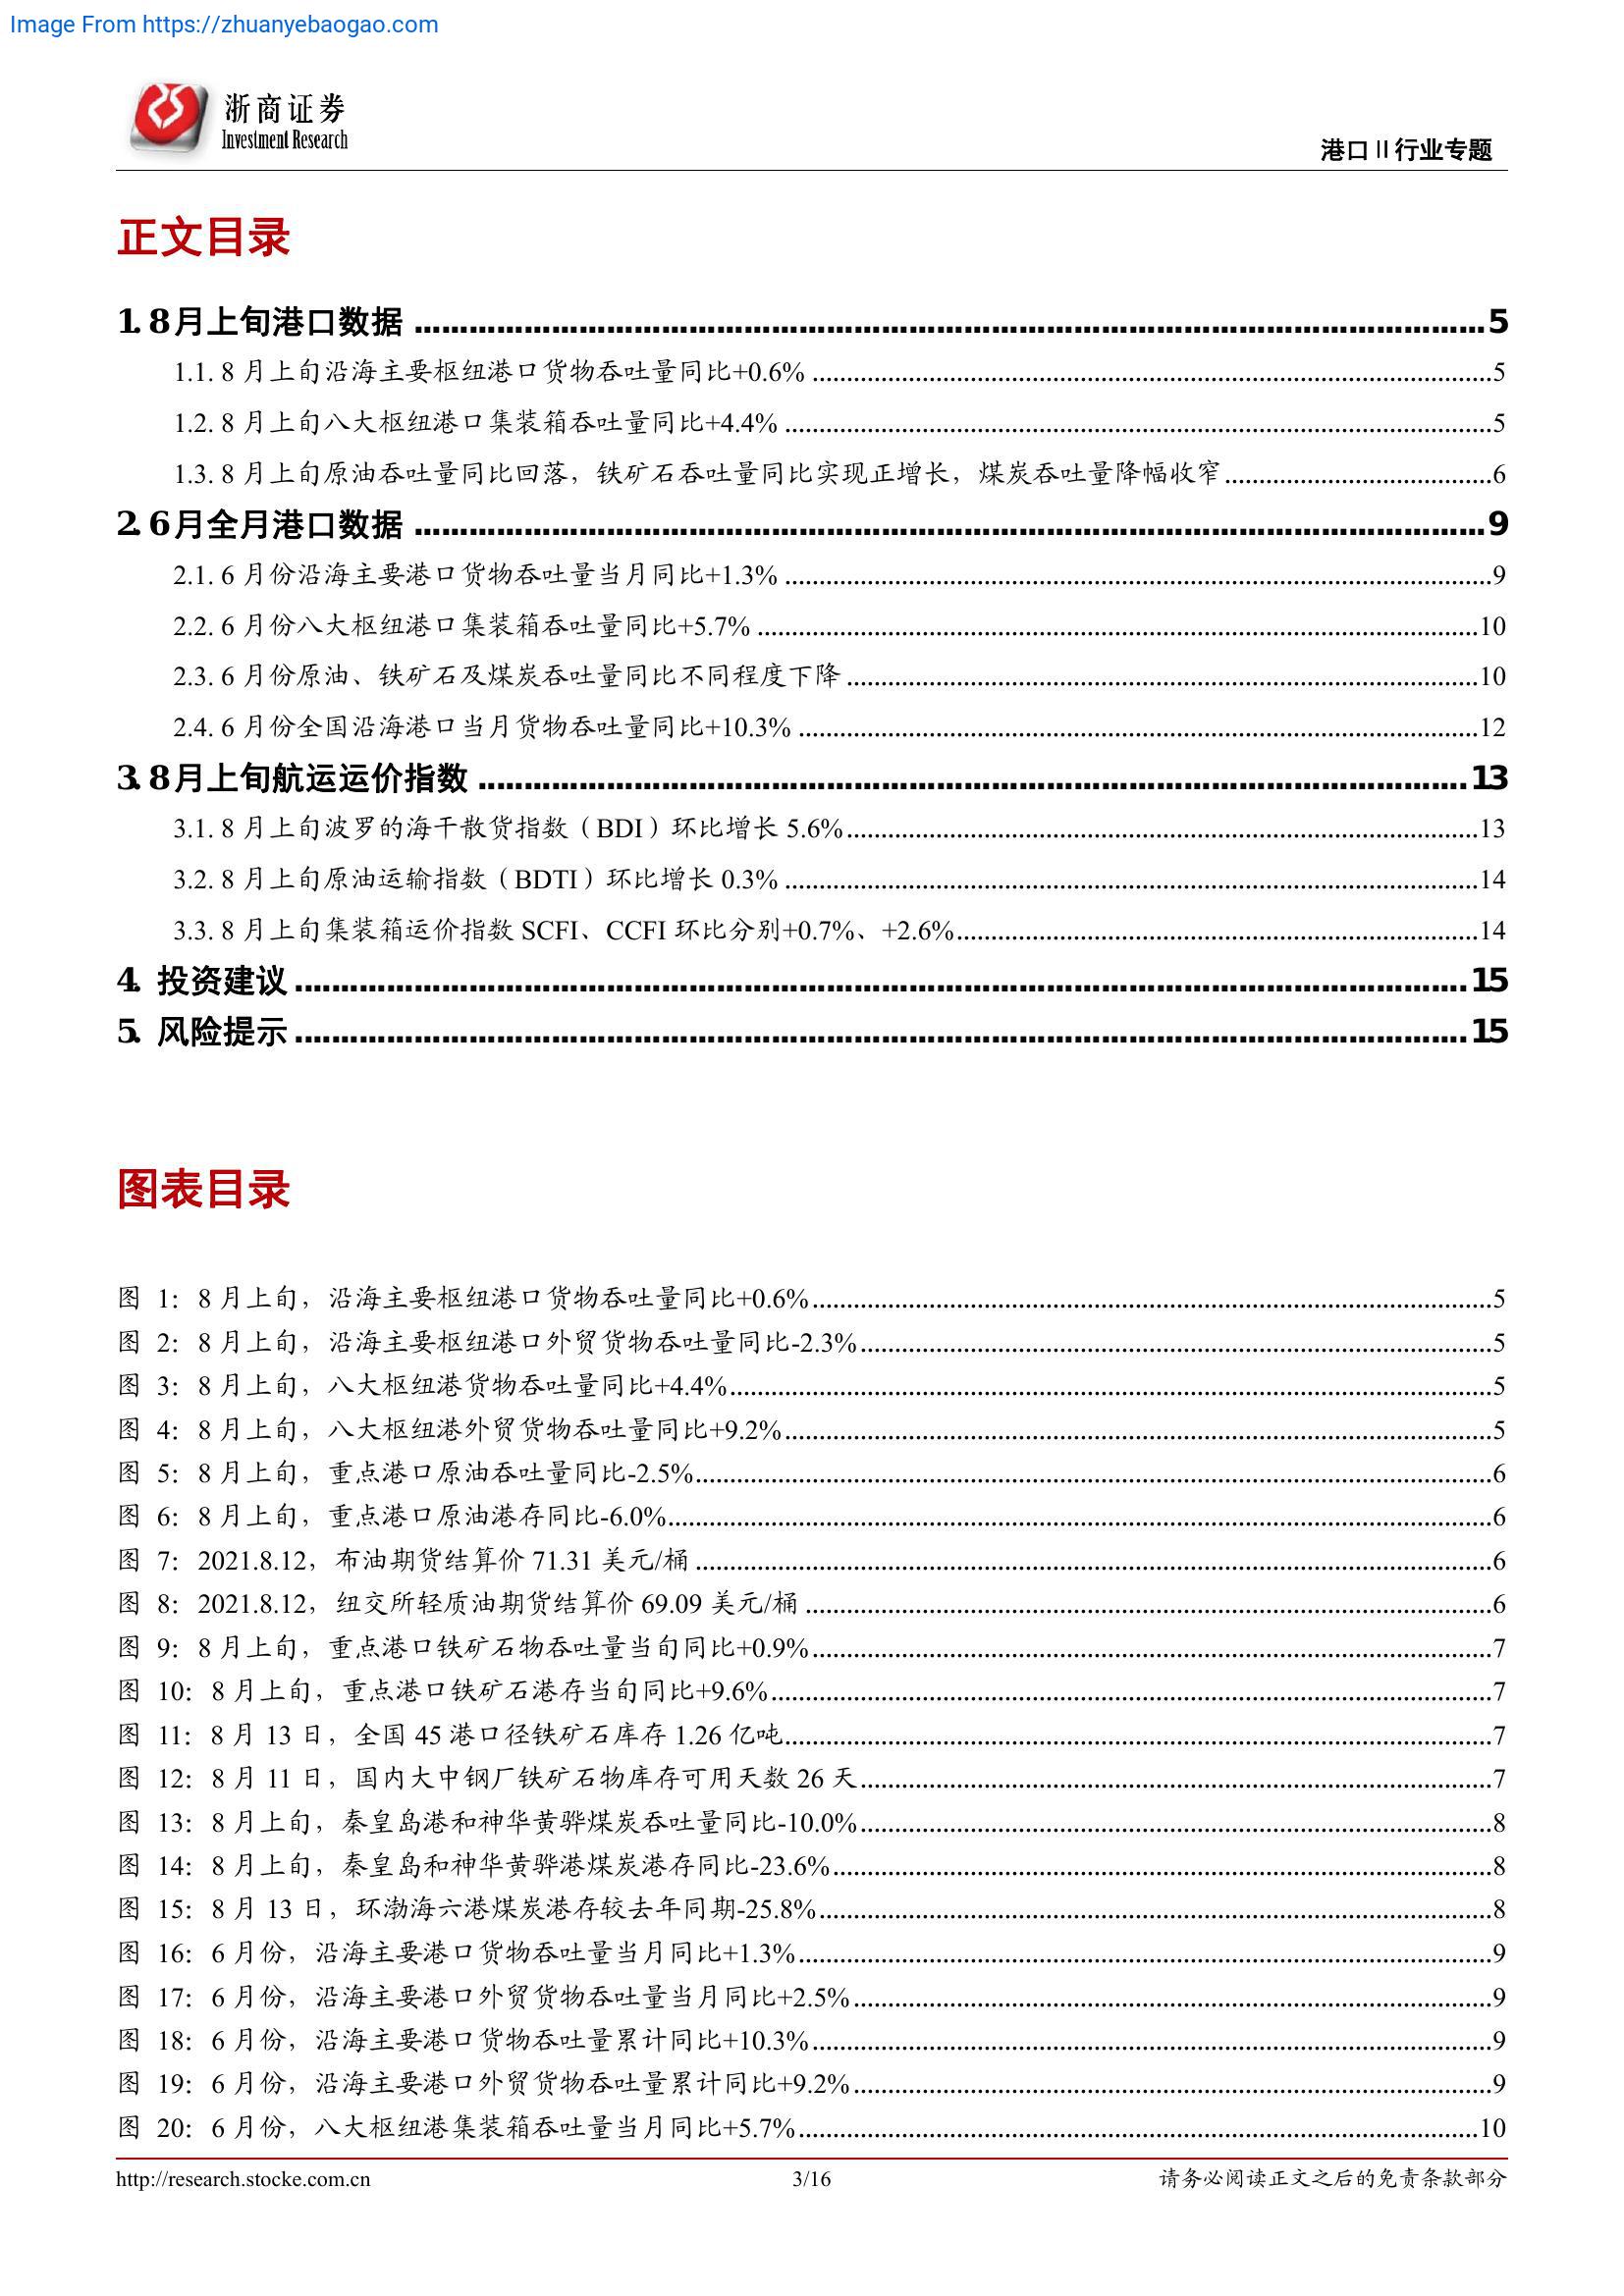 Image From https://zhuanyebaogao.com
浙商证券
Investment Research
港口Ⅱ行业专题
正文目录
1. 8月上旬港口数据 ..... 5
1.1. 8 月上旬沿海主要枢纽港口货物吞吐量同比+0.6% ..... 5
1.2. 8 月上旬八大枢纽港口集装箱吞吐量同比+4.4% ..... 5
1.3. 8 月上旬原油吞吐量同比回落，铁矿石吞吐量同比实现正增长，煤炭吞吐量降幅收窄 ..... 6
2. 6月全月港口数据 ..... 9
2.1. 6 月份沿海主要港口货物吞吐量当月同比+1.3% ..... 9
2.2. 6 月份八大枢纽港口集装箱吞吐量同比+5.7% ..... 10
2.3. 6 月份原油、铁矿石及煤炭吞吐量同比不同程度下降 ..... 10
2.4. 6 月份全国沿海港口当月货物吞吐量同比+10.3% ..... 12
3. 8月上旬航运运价指数 ..... 13
3.1. 8 月上旬波罗的海干散货指数（BDI）环比增长 5.6% ..... 13
3.2. 8 月上旬原油运输指数（BDTI）环比增长 0.3% ..... 14
3.3. 8 月上旬集装箱运价指数 SCFI、CCFI 环比分别+0.7%、+2.6% ..... 14
4. 投资建议 ..... 15
5. 风险提示 ..... 15
图表目录
图 1：8 月上旬，沿海主要枢纽港口货物吞吐量同比+0.6% ..... 5
图 2：8 月上旬，沿海主要枢纽港口外贸货物吞吐量同比-2.3% ..... 5
图 3：8 月上旬，八大枢纽港货物吞吐量同比+4.4% ..... 5
图 4：8 月上旬，八大枢纽港外贸货物吞吐量同比+9.2% ..... 5
图 5：8 月上旬，重点港口原油吞吐量同比-2.5% ..... 6
图 6：8 月上旬，重点港口原油港存同比-6.0% ..... 6
图 7：2021.8.12，布油期货结算价 71.31 美元/桶 ..... 6
图 8：2021.8.12，纽交所轻质油期货结算价 69.09 美元/桶 ..... 6
图 9：8 月上旬，重点港口铁矿石物吞吐量当旬同比+0.9% ..... 7
图 10：8 月上旬，重点港口铁矿石港存当旬同比+9.6% ..... 7
图 11：8 月 13 日，全国 45 港口径铁矿石库存 1.26 亿吨 ..... 7
图 12：8 月 11 日，国内大中钢厂铁矿石物库存可用天数 26 天 ..... 7
图 13：8 月上旬，秦皇岛港和神华黄骅煤炭吞吐量同比-10.0% ..... 8
图 14：8 月上旬，秦皇岛和神华黄骅港煤炭港存同比-23.6% ..... 8
图 15：8 月 13 日，环渤海六港煤炭港存较去年同期-25.8% ..... 8
图 16：6 月份，沿海主要港口货物吞吐量当月同比+1.3% ..... 9
图 17：6 月份，沿海主要港口外贸货物吞吐量当月同比+2.5% ..... 9
图 18：6 月份，沿海主要港口货物吞吐量累计同比+10.3% ..... 9
图 19：6 月份，沿海主要港口外贸货物吞吐量累计同比+9.2% ..... 9
图 20：6 月份，八大枢纽港集装箱吞吐量当月同比+5.7% ..... 10
http://research.stocke.com.cn 3/16 请务必阅读正文之后的免责条款部分